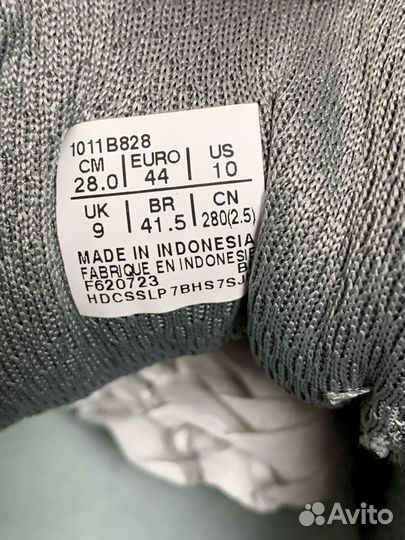 1011B828
CM EURO US
28.0 44 10
UK BR CN
9 41.5 280(2.5)
MADE IN INDONESIA
FABRIQUE EN INDONESIE
F620723 B
HDCSSLP7BHS7SJ
Avito